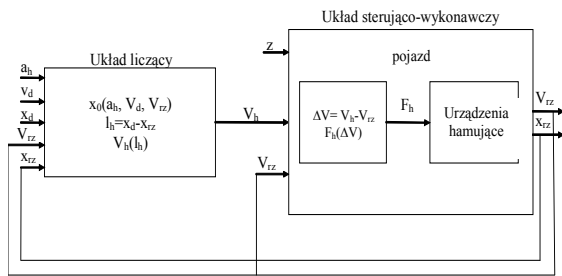 Układ sterująco-wykonawczy
Układ liczący
z
pojazd
a_h
v_d
x_d
V_rz
x_rz
x_0(a_h, V_d, V_rz)
l_h=x_d-x_rz
V_h(l_h)
V_h
V_rz
ΔV= V_h-V_rz
F_h(ΔV)
F_h
Urządzenia
hamujące
V_rz
x_rz